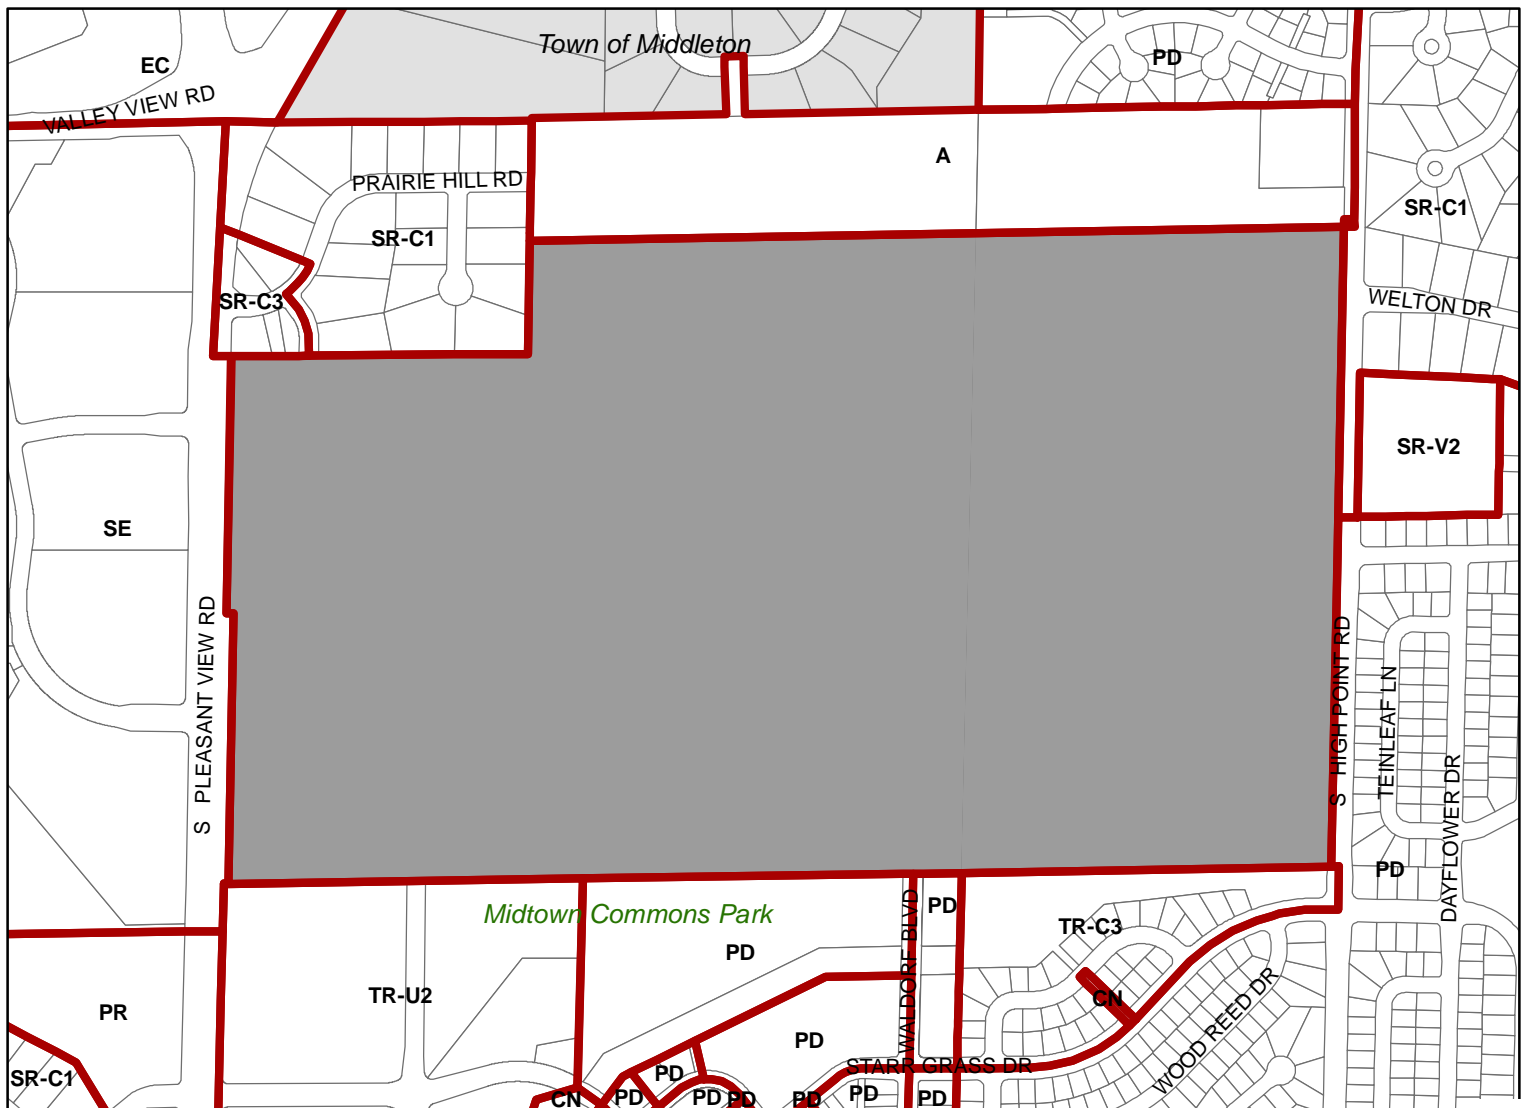 Town of Middleton
EC
PD
VALLEY VIEW RD
A
PRAIRIE HILL RD
SR-C1
SR-C1
SR-C3
WELTON DR
SR-V2
SE
S PLEASANT VIEW RD
S HIGH POINT RD
TEINLEAF LN
DAYFLOWER DR
PD
Midtown Commons Park
WALDORF BLVD
PD
TR-C3
PD
TR-U2
CN
PR
WOOD REED DR
PD
STARR GRASS DR
SR-C1
PD
CN
PD
PD
PD
PD
PD
PD